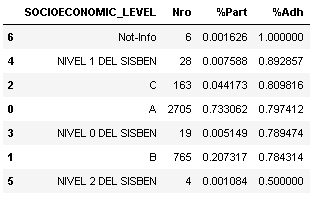 SOCIOECONOMIC_LEVEL Nro %Part %Adh
6 Not-Info 6 0.001626 1.000000
4 NIVEL 1 DEL SISBEN 28 0.007588 0.892857
2 C 163 0.044173 0.809816
0 A 2705 0.733062 0.797412
3 NIVEL 0 DEL SISBEN 19 0.005149 0.789474
1 B 765 0.207317 0.784314
5 NIVEL 2 DEL SISBEN 4 0.001084 0.500000